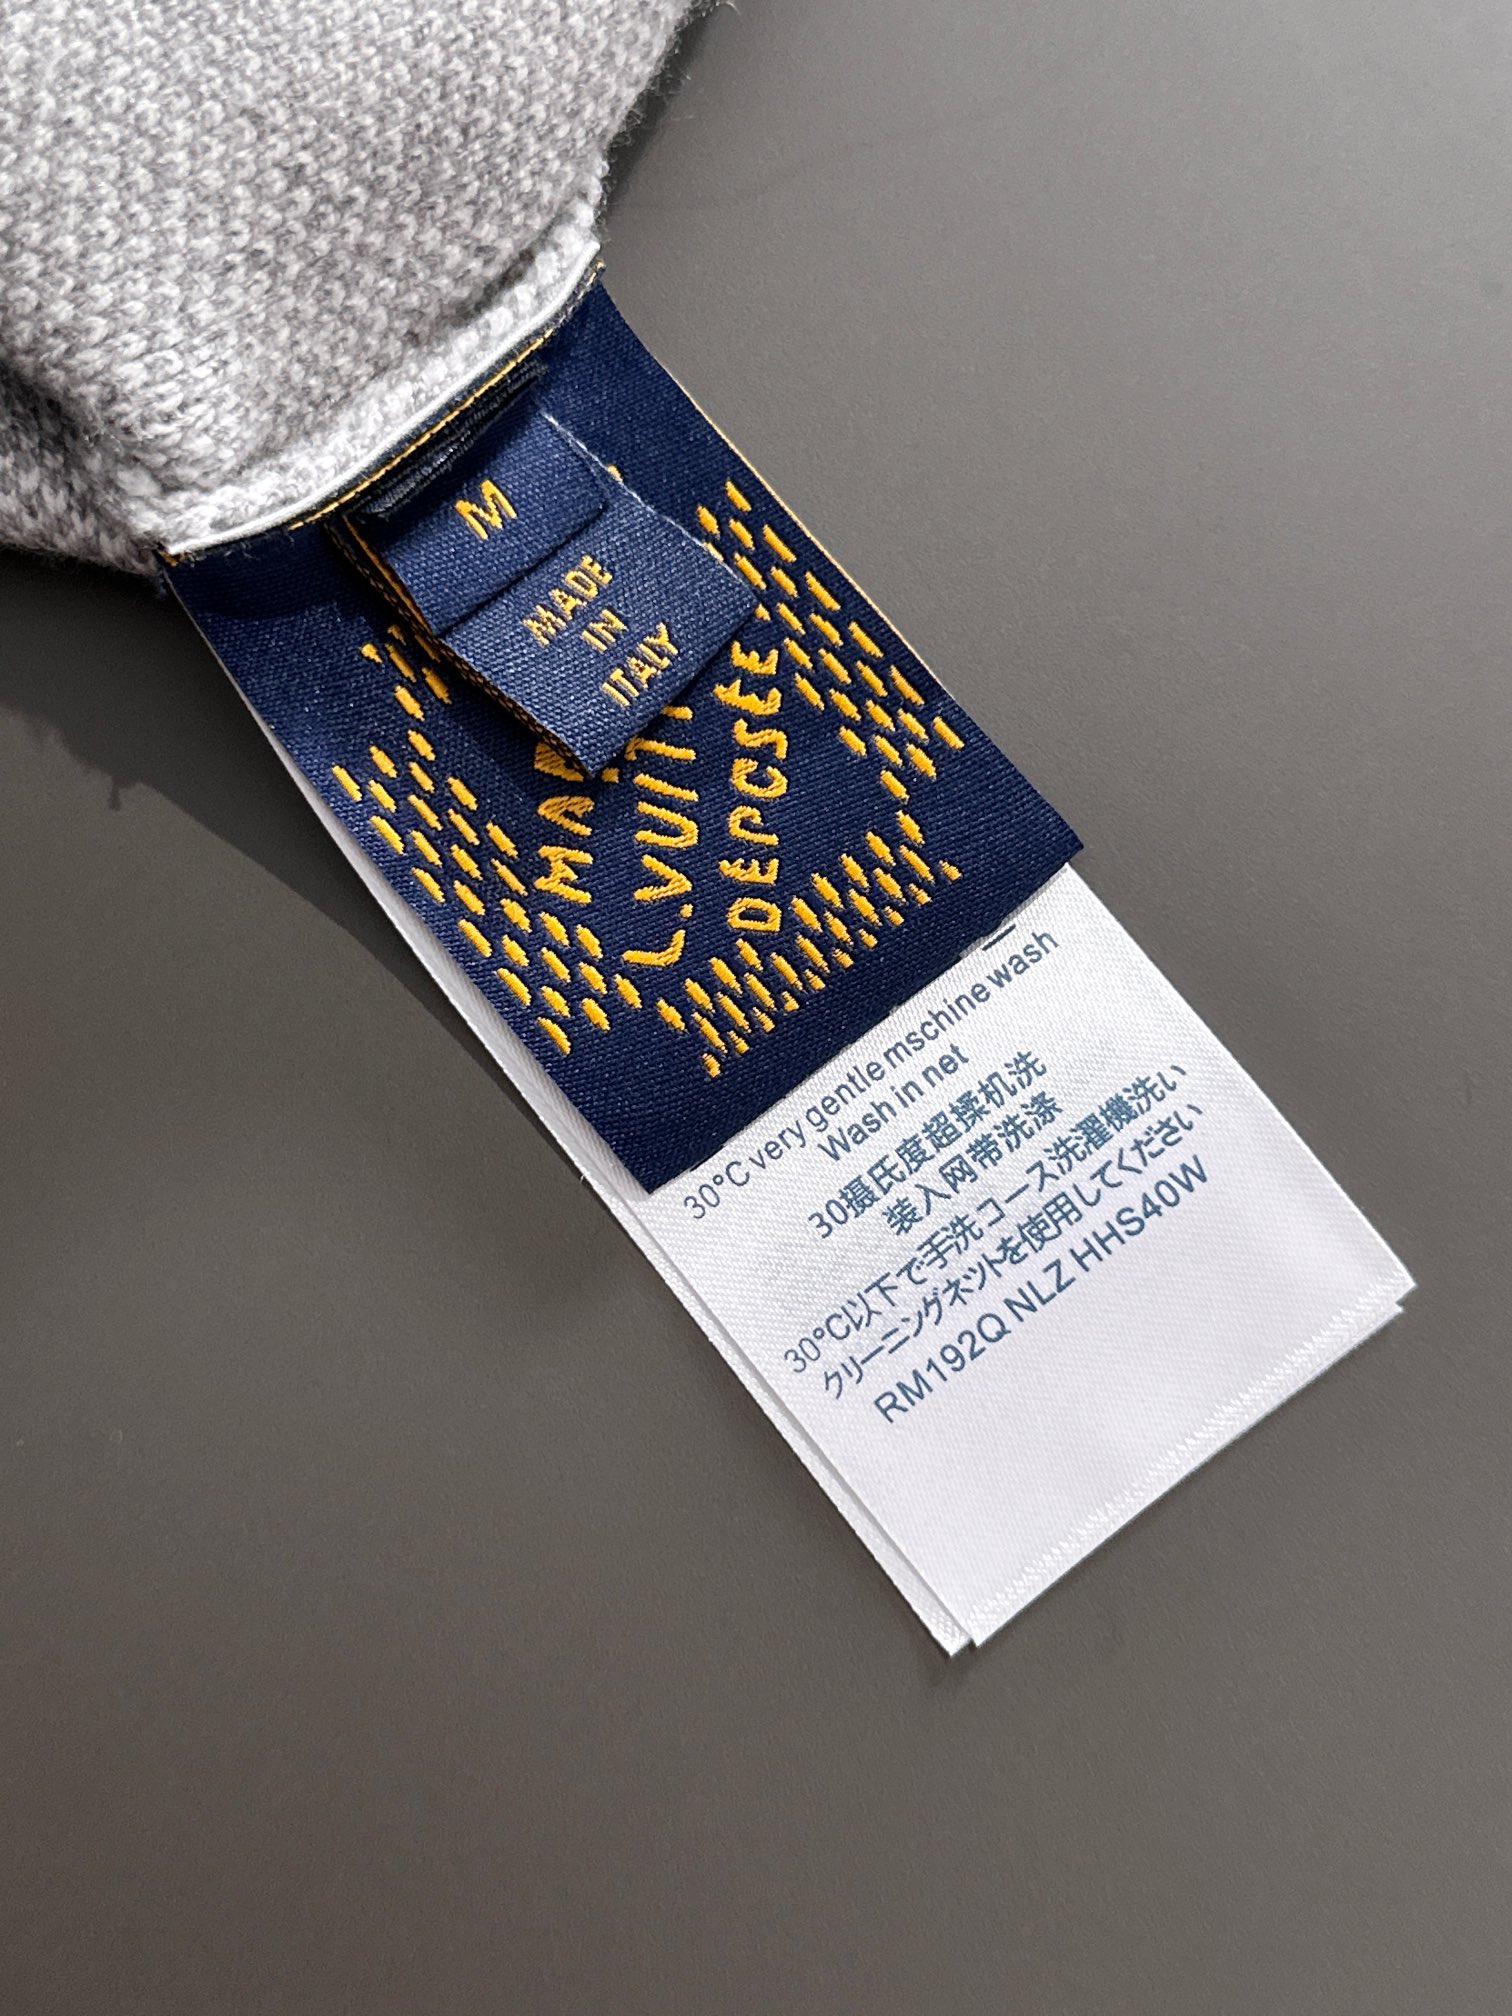 M
MADE
IN
ITALY
L.VUIT
DEPCSEE
30°C very gentle mschine wash
Wash in net
30摄氏度超揉机洗
装入网带洗涤
30°C以下で手洗コース洗濯機洗い
クリーニングネットを使用してください
RM192Q NLZ HHS40W